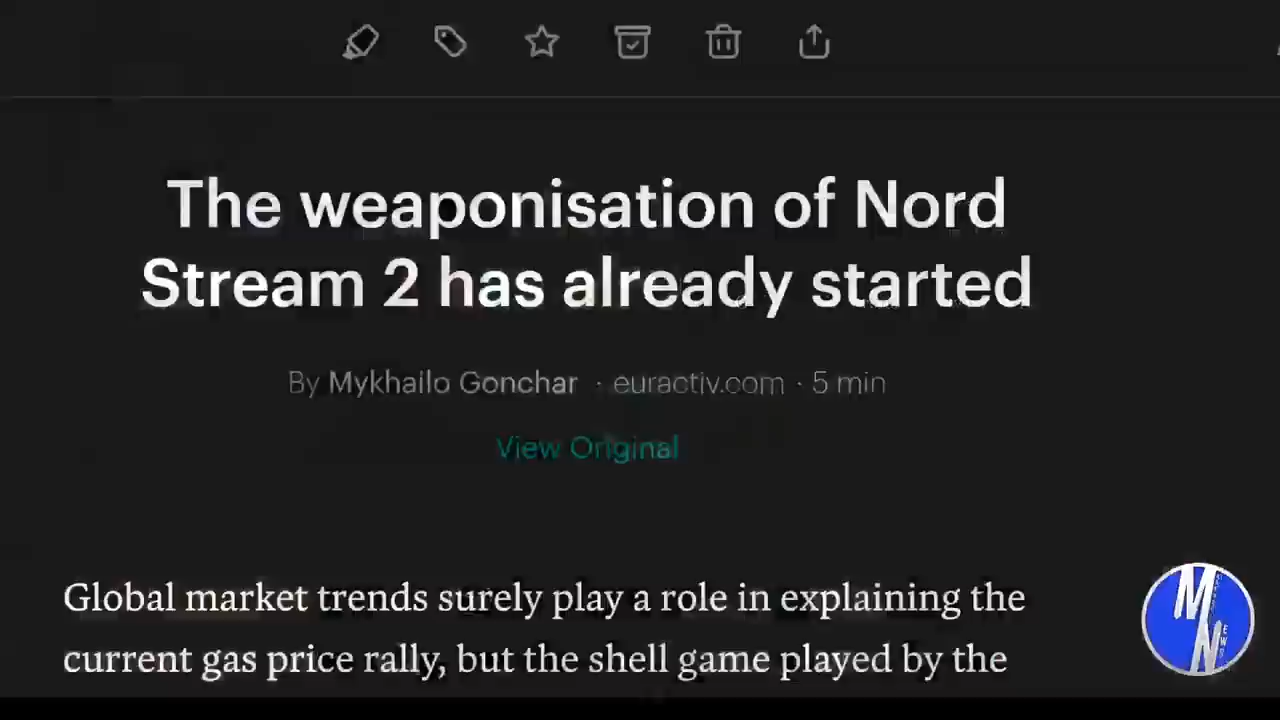 The weaponisation of Nord
Stream 2 has already started
By Mykhailo Gonchar · euractiv.com · 5 min
View Original
Global market trends surely play a role in explaining the
current gas price rally, but the shell game played by the
MN